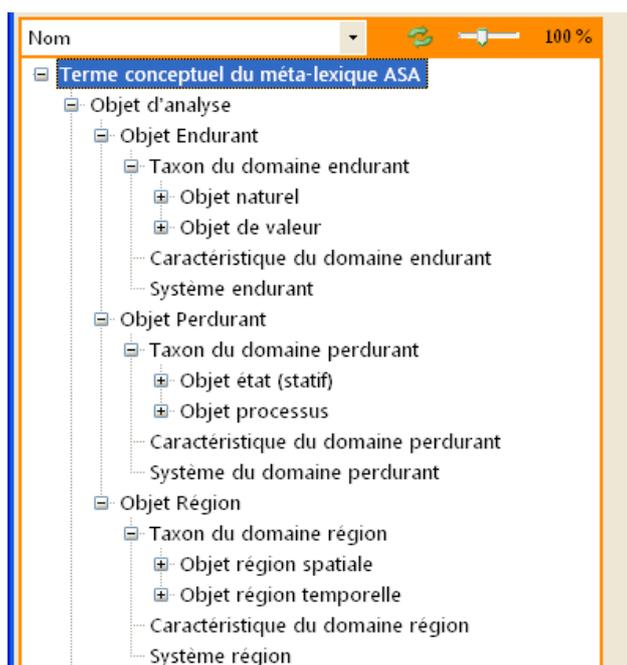 Nom 100 %
Terme conceptuel du méta-lexique ASA
Objet d'analyse
Objet Endurant
Taxon du domaine endurant
Objet naturel
Objet de valeur
Caractéristique du domaine endurant
Système endurant
Objet Perdurant
Taxon du domaine perdurant
Objet état (statif)
Objet processus
Caractéristique du domaine perdurant
Système du domaine perdurant
Objet Région
Taxon du domaine région
Objet région spatiale
Objet région temporelle
Caractéristique du domaine région
Système région